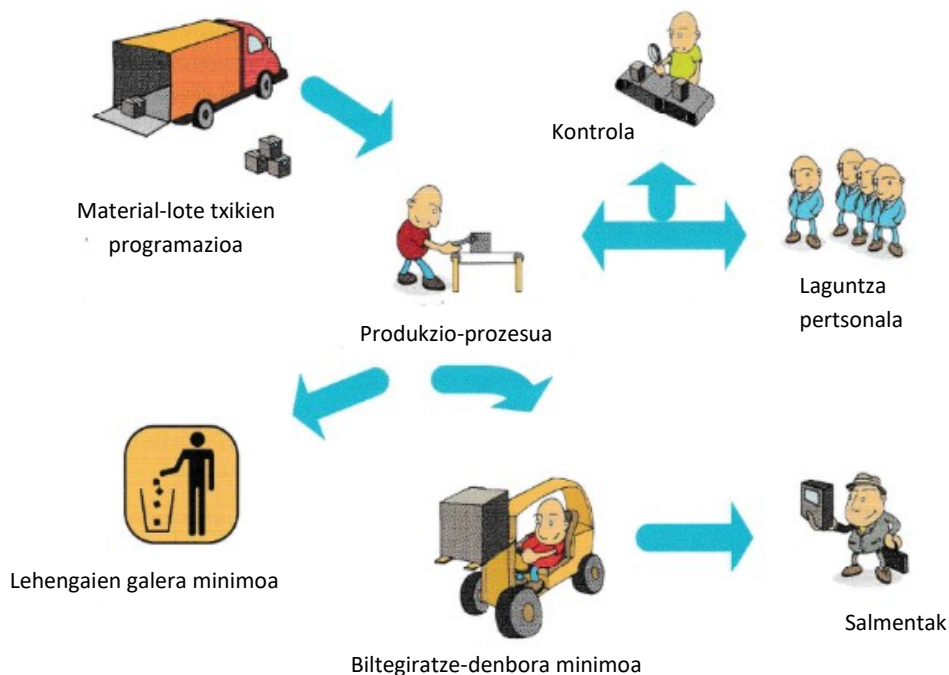 Kontrola
Material-lote txikien
programazioa
Laguntza
pertsonala
Produkzio-prozesua
Lehengaien galera minimoa
Salmentak
Biltegiratze-denbora minimoa